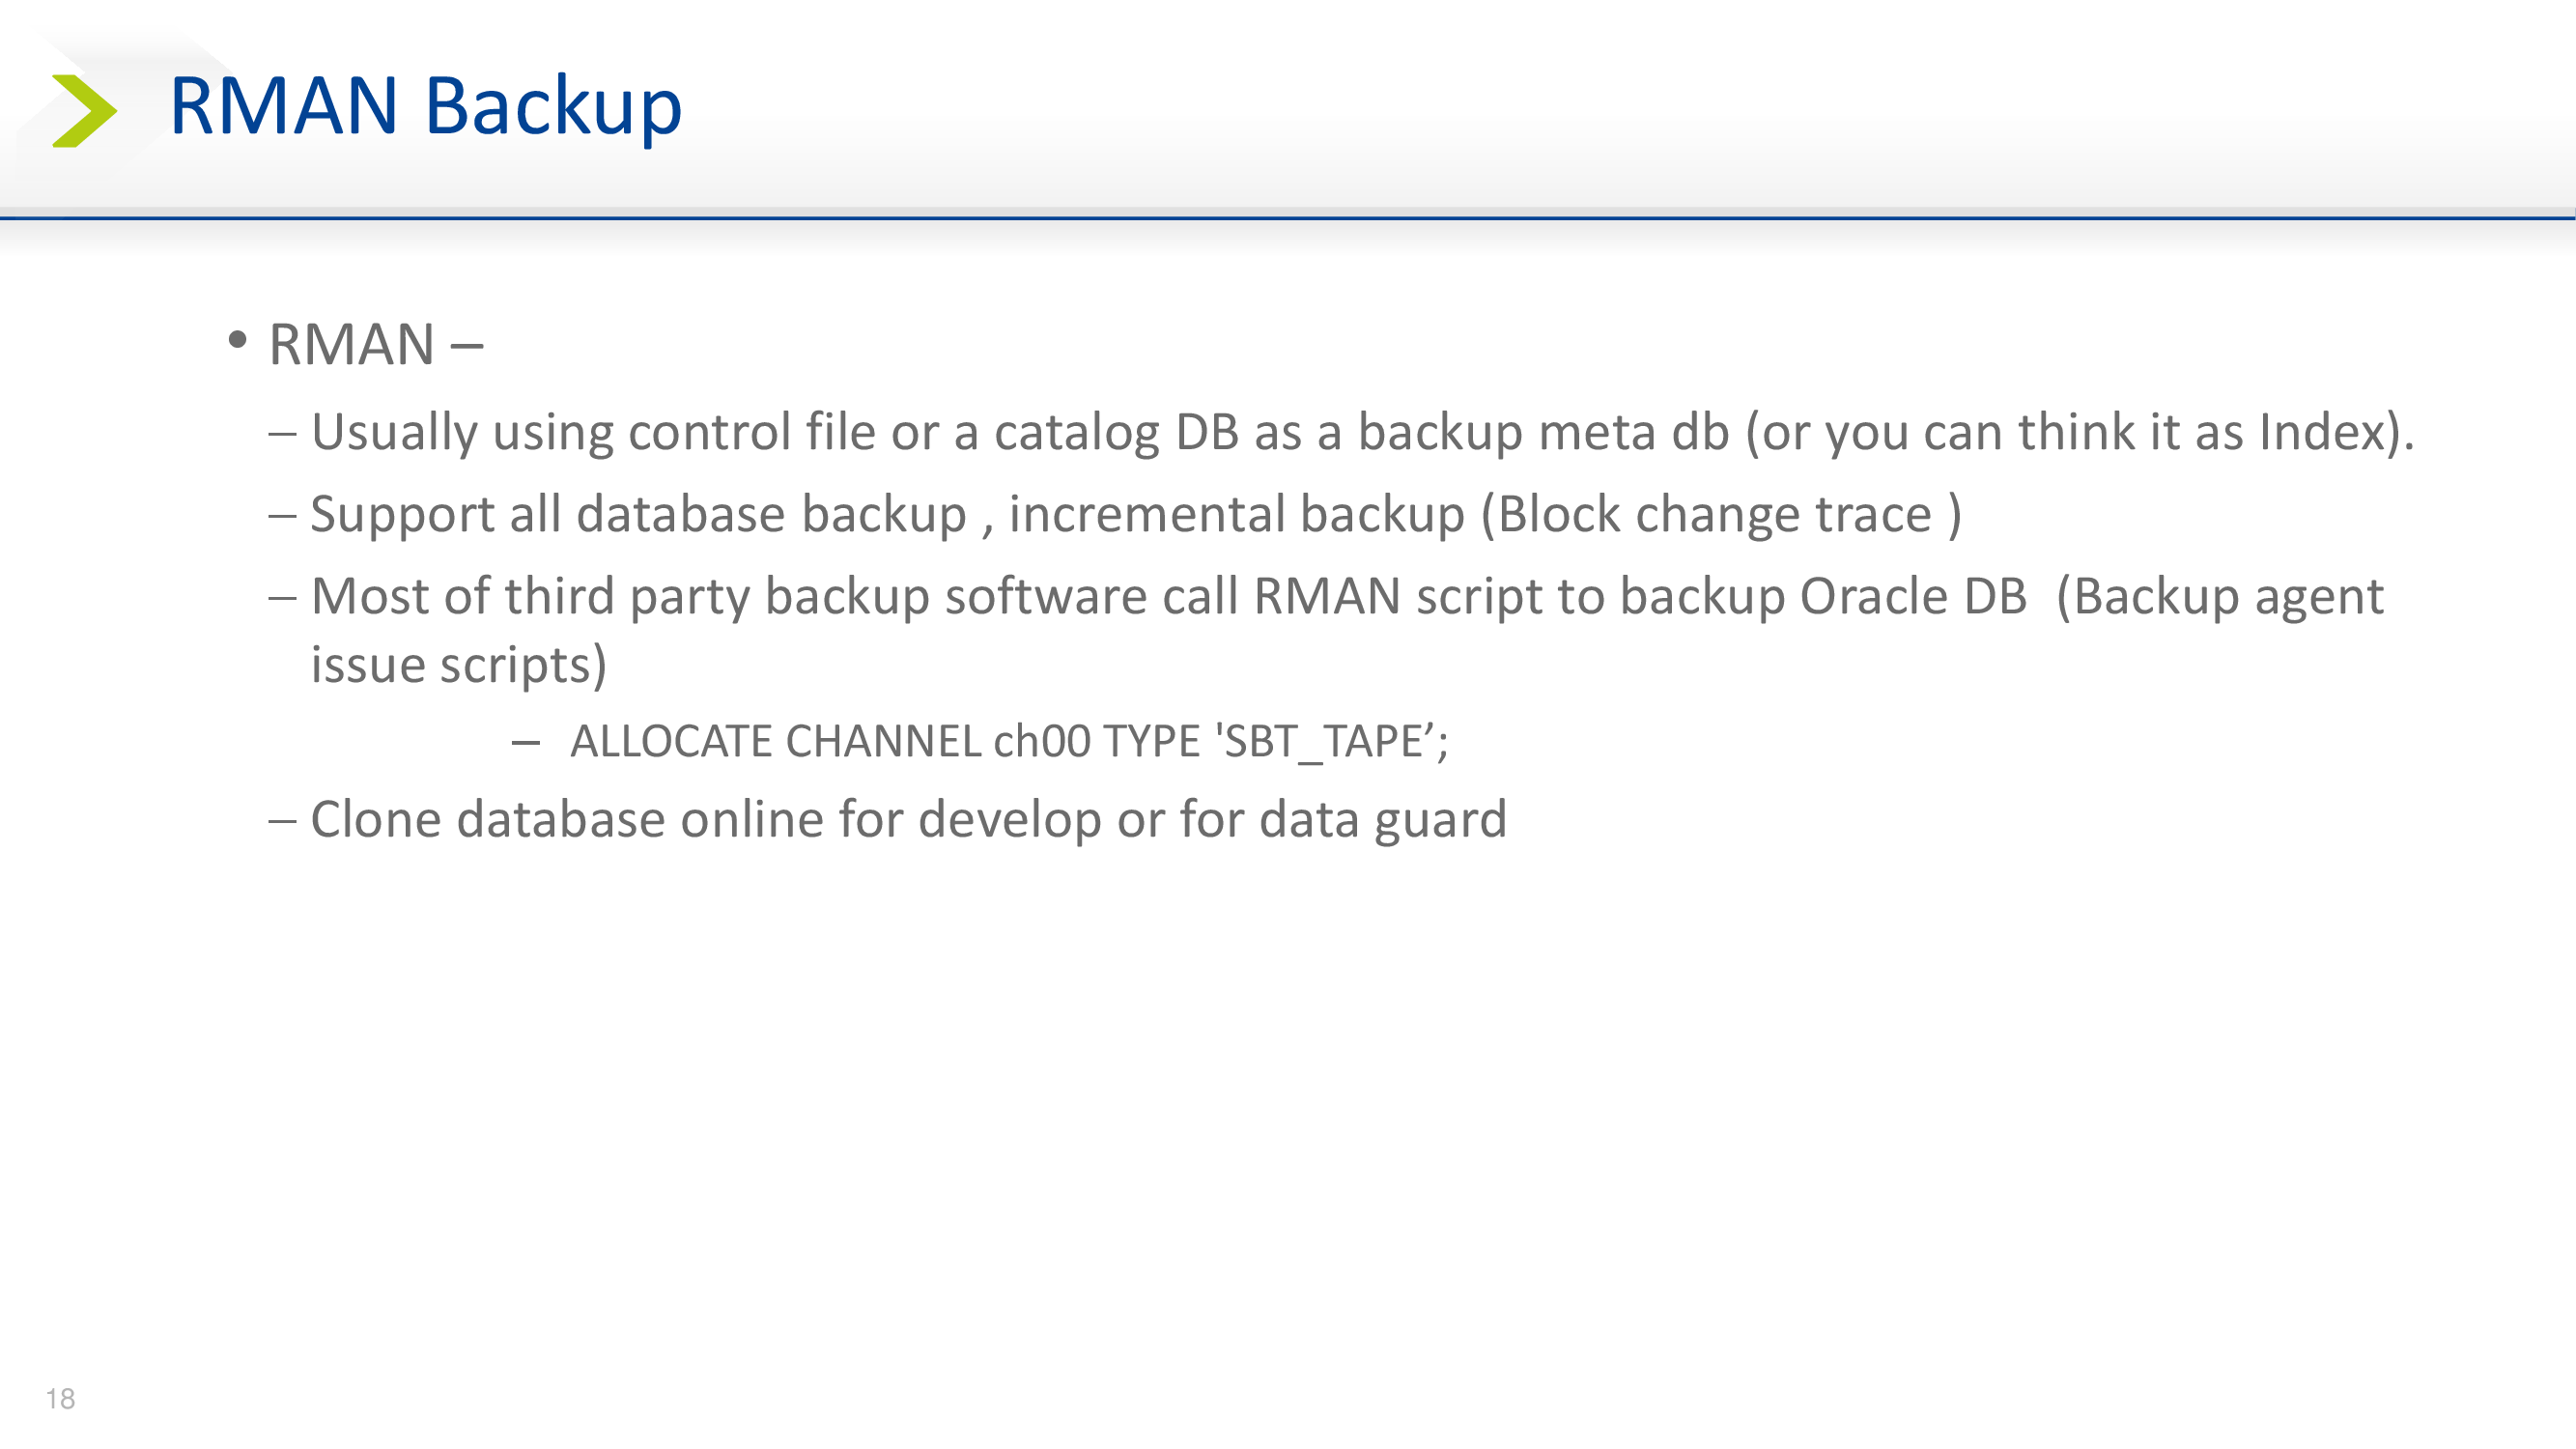 RMAN Backup
• RMAN –
– Usually using control file or a catalog DB as a backup meta db (or you can think it as Index).
– Support all database backup , incremental backup (Block change trace )
– Most of third party backup software call RMAN script to backup Oracle DB  (Backup agent
issue scripts)
– ALLOCATE CHANNEL ch00 TYPE 'SBT_TAPE’;
– Clone database online for develop or for data guard
18